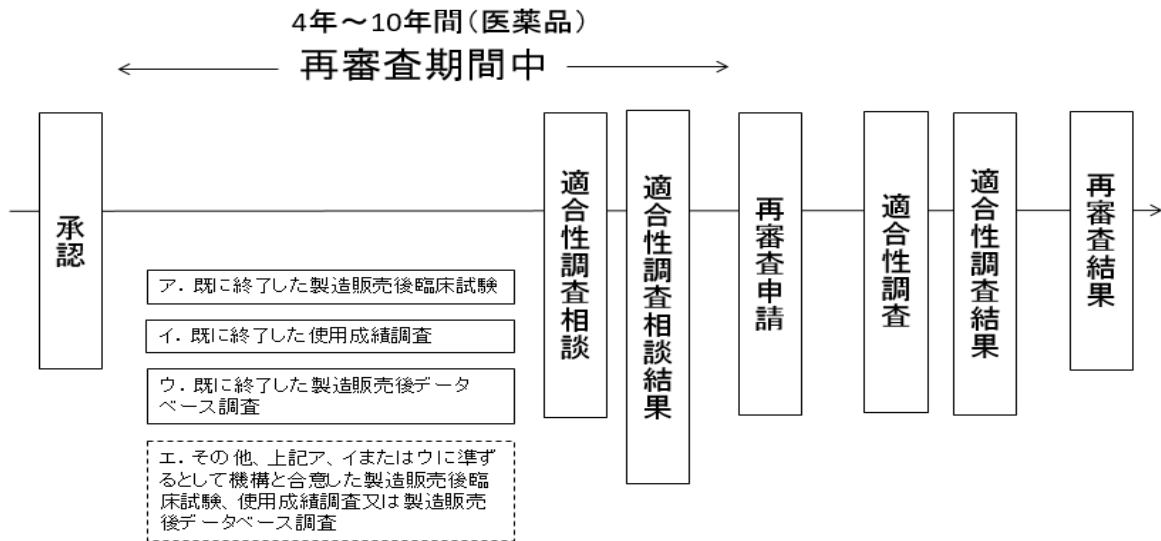 4年～10年間(医薬品)
再審査期間中
承認
ア. 既に終了した製造販売後臨床試験
イ. 既に終了した使用成績調査
ウ. 既に終了した製造販売後データ
ベース調査
エ. その他、上記ア、イまたはウに準ず
るとして機構と合意した製造販売後臨
床試験、使用成績調査又は製造販売
後データベース調査
適合性調査相談
適合性調査相談結果
再審査申請
適合性調査
適合性調査結果
再審査結果